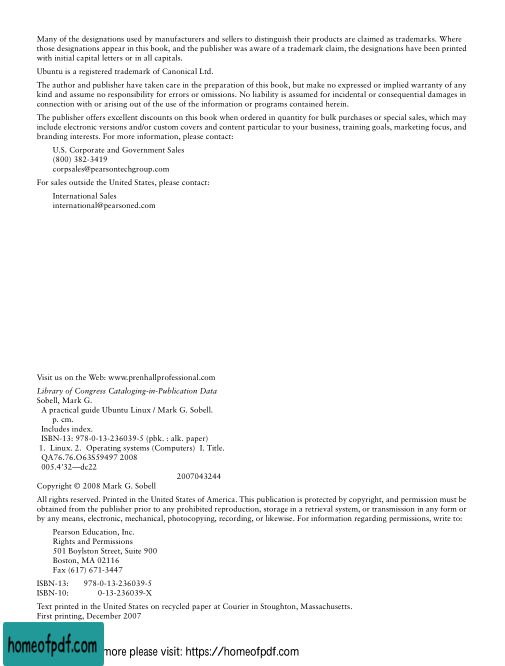 Many of the designations used by manufacturers and sellers to distinguish their products are claimed as trademarks. Where
those designations appear in this book, and the publisher was aware of a trademark claim, the designations have been printed
with initial capital letters or in all capitals.
Ubuntu is a registered trademark of Canonical Ltd.
The author and publisher have taken care in the preparation of this book, but make no expressed or implied warranty of any
kind and assume no responsibility for errors or omissions. No liability is assumed for incidental or consequential damages in
connection with or arising out of the use of the information or programs contained herein.
The publisher offers excellent discounts on this book when ordered in quantity for bulk purchases or special sales, which may
include electronic versions and/or custom covers and content particular to your business, training goals, marketing focus, and
branding interests. For more information, please contact:
U.S. Corporate and Government Sales
(800) 382-3419
corpsales@pearsontechgroup.com
For sales outside the United States, please contact:
International Sales
international@pearsoned.com
Visit us on the Web: www.prenhallprofessional.com
Library of Congress Cataloging-in-Publication Data
Sobell, Mark G.
A practical guide Ubuntu Linux / Mark G. Sobell.
p. cm.
Includes index.
ISBN-13: 978-0-13-236039-5 (pbk. : alk. paper)
1. Linux. 2. Operating systems (Computers) I. Title.
QA76.76.O63S59497 2008
005.4'32—dc22
2007043244
Copyright © 2008 Mark G. Sobell
All rights reserved. Printed in the United States of America. This publication is protected by copyright, and permission must be
obtained from the publisher prior to any prohibited reproduction, storage in a retrieval system, or transmission in any form or
by any means, electronic, mechanical, photocopying, recording, or likewise. For information regarding permissions, write to:
Pearson Education, Inc.
Rights and Permissions
501 Boylston Street, Suite 900
Boston, MA 02116
Fax (617) 671-3447
ISBN-13: 978-0-13-236039-5
ISBN-10: 0-13-236039-X
Text printed in the United States on recycled paper at Courier in Stoughton, Massachusetts.
First printing, December 2007
homeofpdf.com more please visit: https://homeofpdf.com